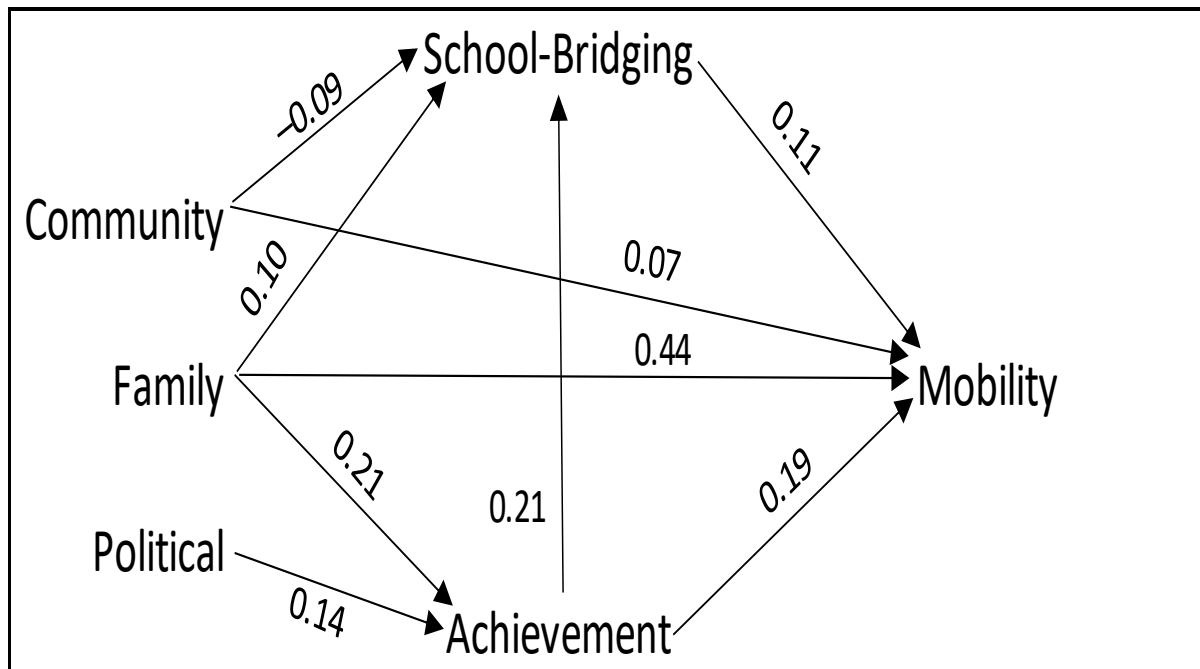 School-Bridging
–0.09
0.11
Community
0.10
0.07
0.44
Family
Mobility
0.21
0.19
0.21
Political
0.14
Achievement